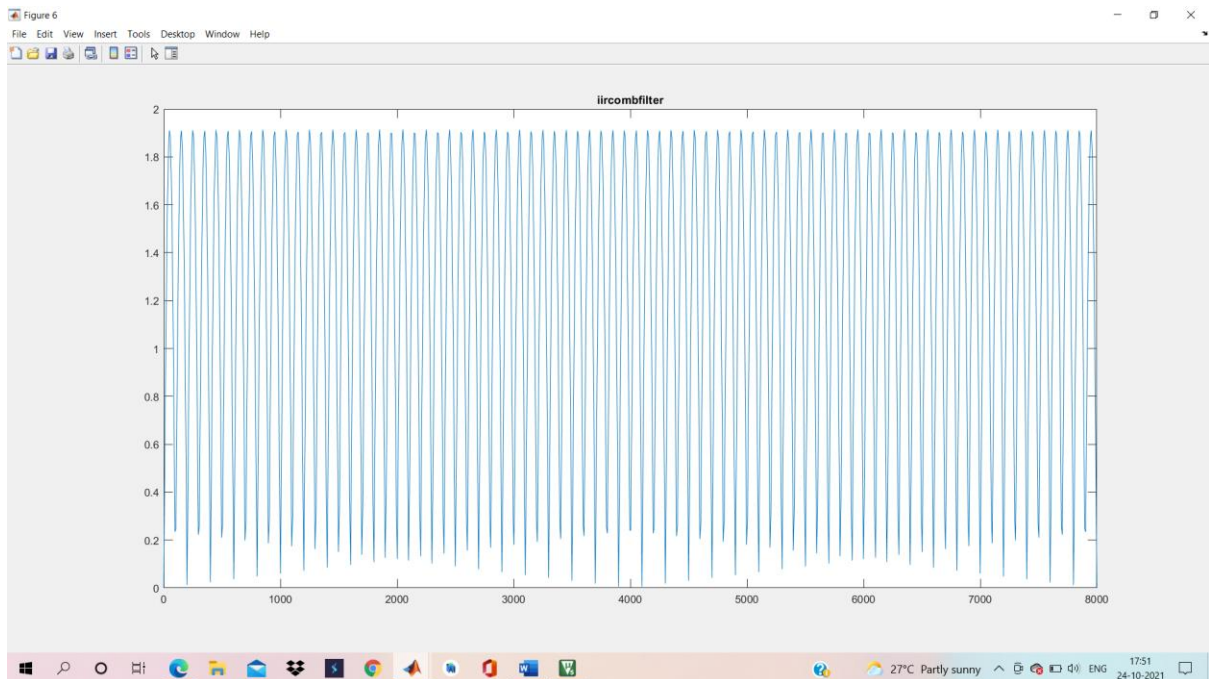 Figure 6
File Edit View Insert Tools Desktop Window Help
iircombfilter
2
1.8
1.6
1.4
1.2
1
0.8
0.6
0.4
0.2
0
0 1000 2000 3000 4000 5000 6000 7000 8000
27°C Partly sunny ENG 17:51
24-10-2021